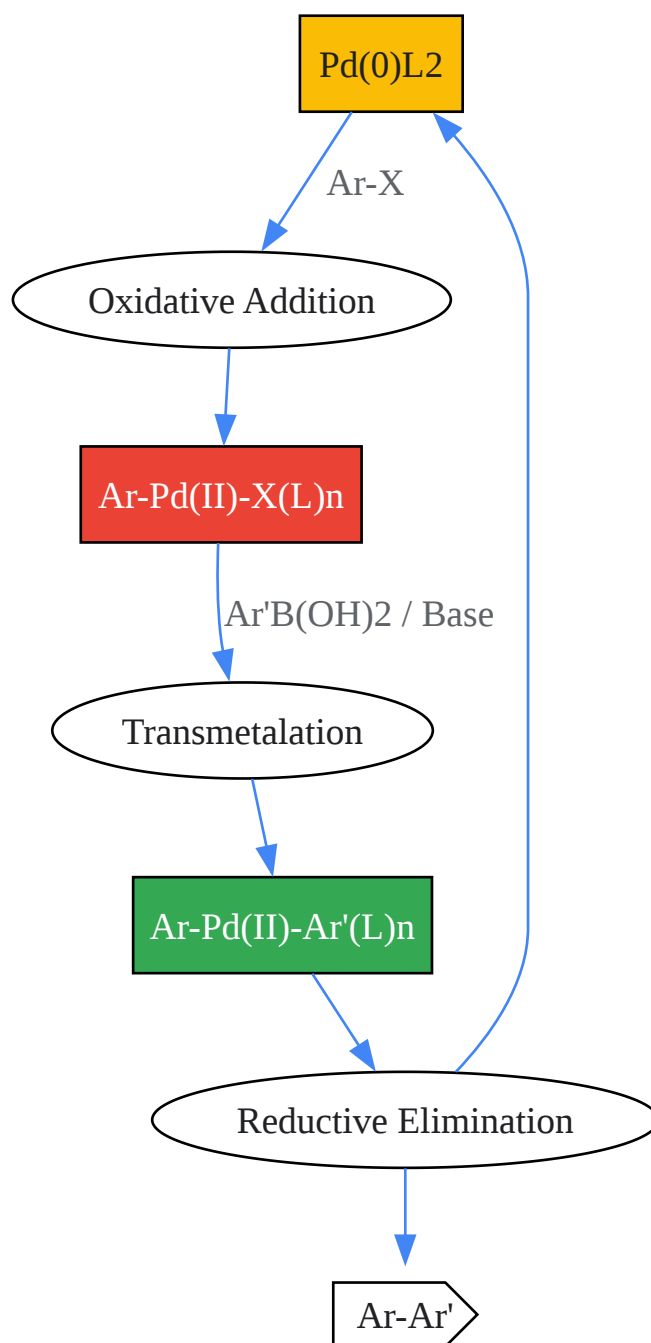 Pd(0)L2
Ar-X
Oxidative Addition
Ar-Pd(II)-X(L)n
Ar'B(OH)2 / Base
Transmetalation
Ar-Pd(II)-Ar'(L)n
Reductive Elimination
Ar-Ar'